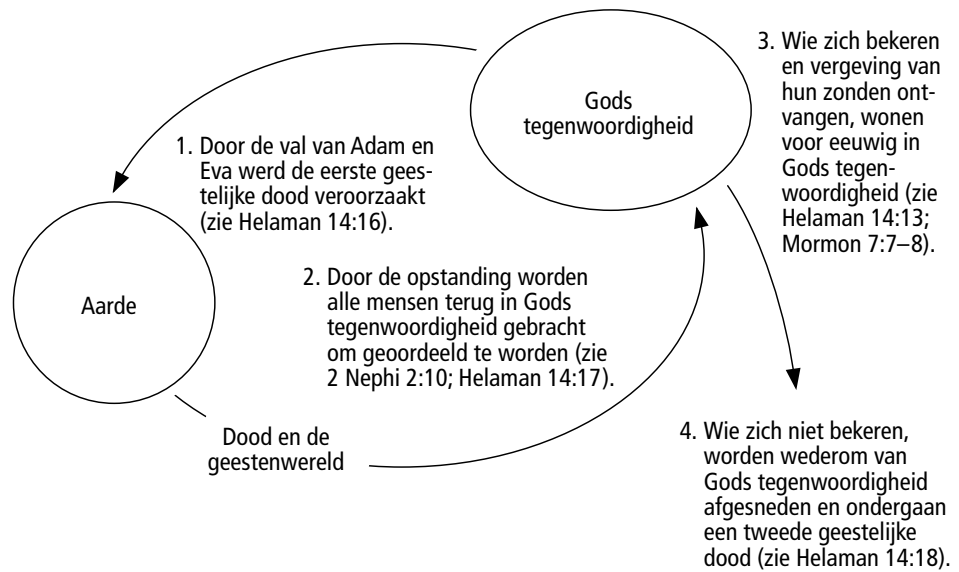 Gods
tegenwoordigheid
1. Door de val van Adam en
Eva werd de eerste gees-
telijke dood veroorzaakt
(zie Helaman 14:16).
Aarde
2. Door de opstanding worden
alle mensen terug in Gods
tegenwoordigheid gebracht
om geoordeeld te worden (zie
2 Nephi 2:10; Helaman 14:17).
Dood en de
geestenwereld
3. Wie zich bekeren
en vergeving van
hun zonden ont-
vangen, wonen
voor eeuwig in
Gods tegen-
woordigheid (zie
Helaman 14:13;
Mormon 7:7–8).
4. Wie zich niet bekeren,
worden wederom van
Gods tegenwoordigheid
afgesneden en ondergaan
een tweede geestelijke
dood (zie Helaman 14:18).